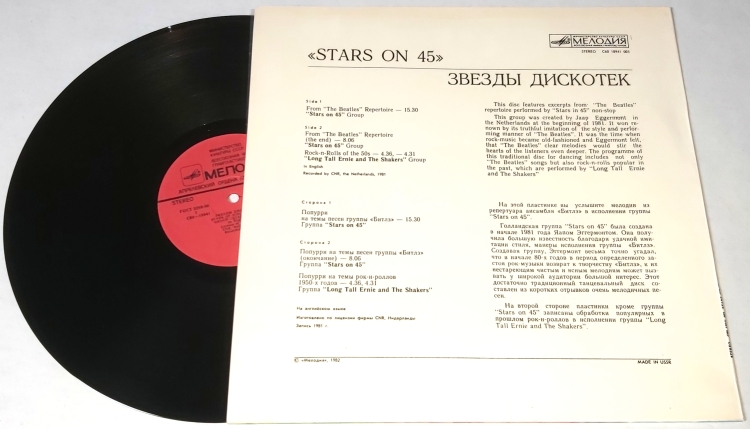 МЕЛОДИЯ
STEREO
«STARS ON 45»
ЗВЕЗДЫ ДИСКОТЕК
Side 1
From "The Beatles" Repertoire — 15.30
"Stars on 45" Group
Side 2
From "The Beatles" Repertoire
(the end) — 8.06
"Stars on 45" Group
Rock-n-Rolls of the 50s — 4.36, — 4.31
"Long Tall Ernie and The Shakers" Group
In English
Recorded by CNR, the Netherlands, 1981
This disc features excerpts from "The Beatles"
repertoire performed by "Stars in 45" non-stop
This group was created by Jaap Eggermont in
the Netherlands at the beginning of 1981. It won re-
nown by its truthful imitation of the style and perfor-
ming manner of "The Beatles". It was the time when
rock-music became old-fashioned and Eggermont felt,
that "The Beatles" clear melodies would stir the
hearts of the listeners even deeper. The programme of
this traditional disc for dancing includes not only
"The Beatles" songs but also rock-n-rolls popular in
the past, which are performed by "Long Tall Ernie
and The Shakers"
Сторона 1
Попурри
на темы песен группы «Битлз» — 15.30
Группа "Stars on 45"
Сторона 2
Попурри на темы песен группы «Битлз»
(окончание) — 8.06
Группа "Stars on 45"
Попурри на темы рок-н-роллов
1950-х годов — 4.36, 4.31
Группа "Long Tall Ernie and the Shakers"
На английском языке
Изготовлено по лицензии фирмы CNR, Нидерланды
Запись 1981 г.
На этой пластинке вы услышите мелодии из
репертуара ансамбля «Битлз» в исполнении группы
"Stars on 45".
Голландская группа "Stars on 45" была создана
в начале 1981 года Яапом Эггермонтом. Она полу-
чила большую известность благодаря удачной ими-
тации стиля, манеры исполнения группы «Битлз».
Создавая группу, Эггермонт весьма точно угадал,
что в начале 80-х годов в период определенного за-
стоя рок музыки возврат к творчеству «Битлз», к их
нестареющим чистым и ясным мелодиям может выз-
вать у широкой аудитории большой интерес. Этот
достаточно традиционный танцевальный диск со-
ставлен из коротких отрывков очень мелодичных пе-
сен.
На второй стороне пластинки кроме группы
"Stars on 45" записаны обработки популярных в
прошлом рок-н-роллов в исполнении группы "Long
Tall Ernie and The Shakers".
© «Мелодия», 1982
MADE IN USSR
МЕЛО
STEREO